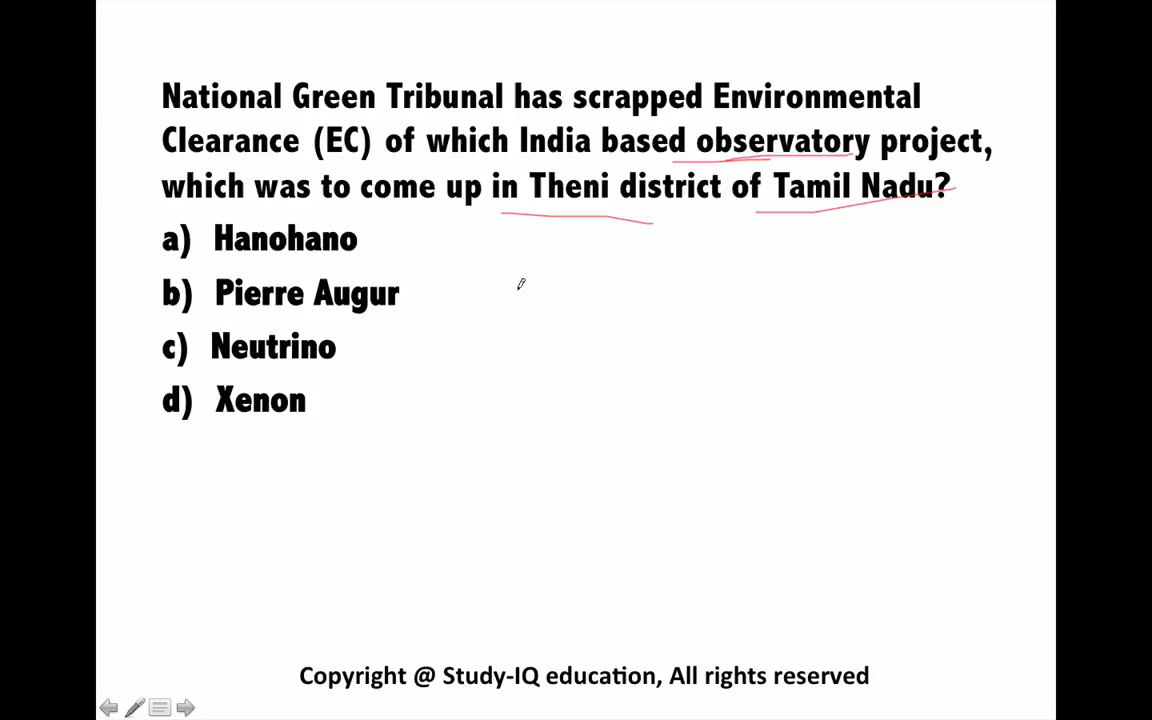 National Green Tribunal has scrapped Environmental
Clearance (EC) of which India based observatory project,
which was to come up in Theni district of Tamil Nadu?
a) Hanohano
b) Pierre Augur
c) Neutrino
d) Xenon
Copyright @ Study-IQ education, All rights reserved